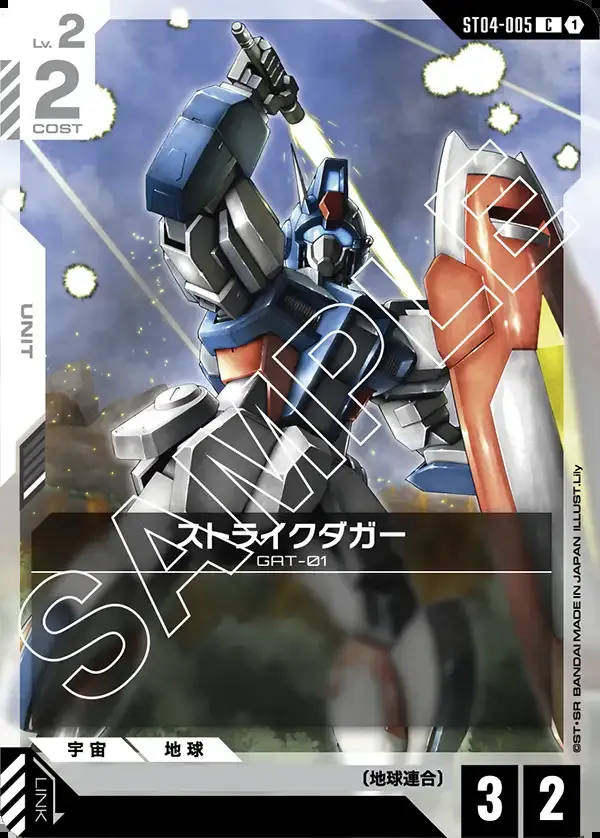 ST04-005 C 1
Lv. 2
2
COST
UNIT
SAMPLE
ストライクダガー
GAT-01
©ST・SR BANDAI MADE IN JAPAN ILLUST.Lily
宇宙 地球
LINK
〔地球連合〕
3 2